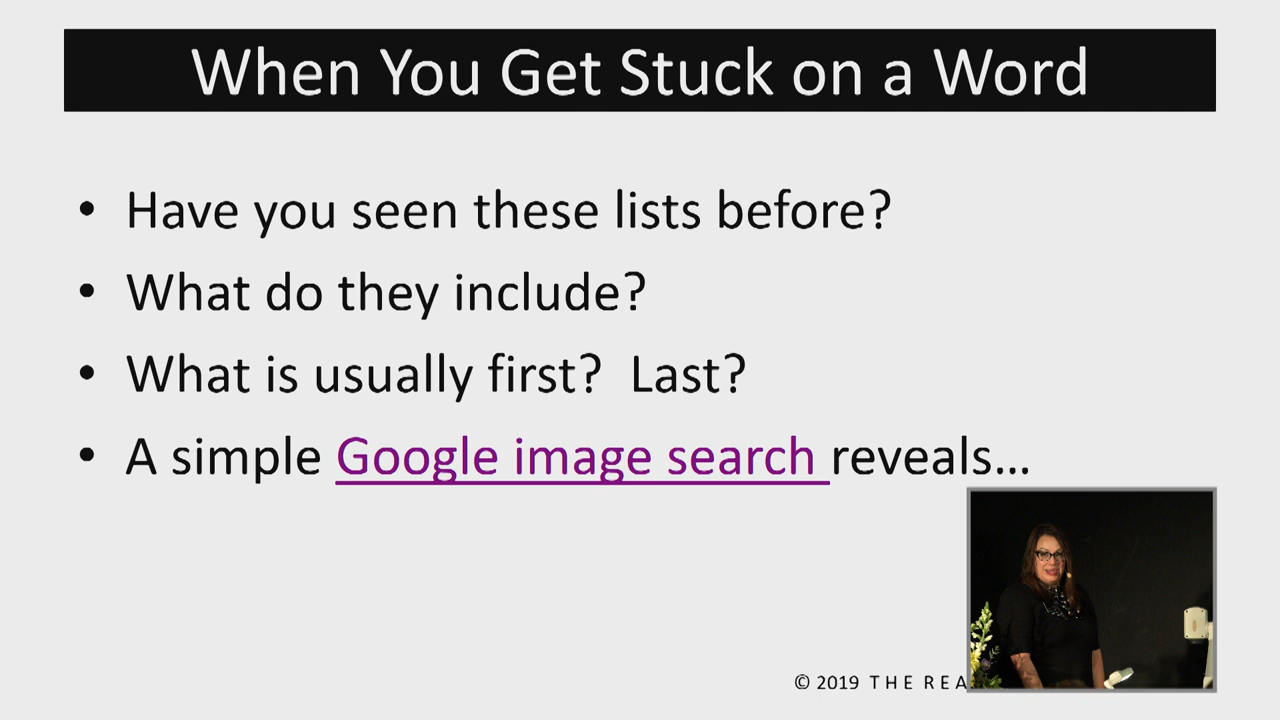 When You Get Stuck on a Word
• Have you seen these lists before?
• What do they include?
• What is usually first?  Last?
• A simple Google image search reveals...
© 2019 THE